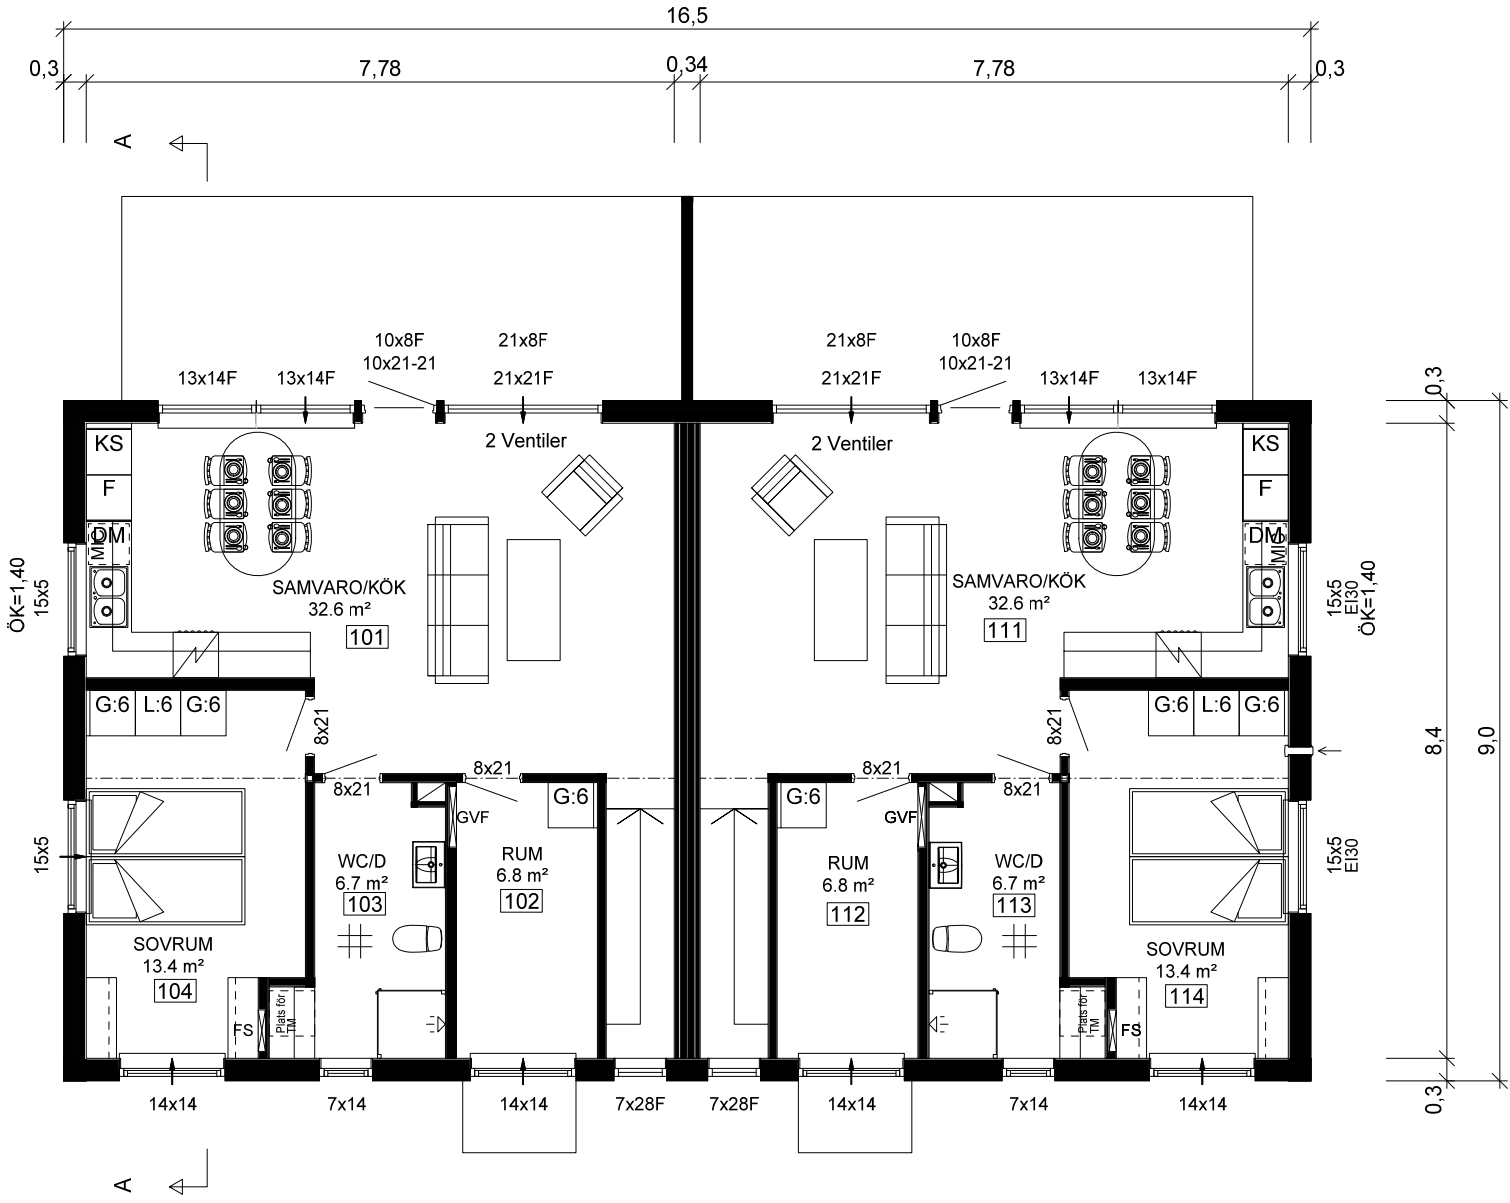 16,5
0,3
7,78
0,34
7,78
0,3
A
10x8F
10x21-21
21x8F
21x21F
13x14F
13x14F
21x8F
21x21F
10x8F
10x21-21
13x14F
13x14F
0,3
8,4
9,0
0,3
2 Ventiler
2 Ventiler
KS
F
DM
MIC
KS
F
DM
MIC
ÖK=1,40
15x5
15x5
EI30
ÖK=1,40
SAMVARO/KÖK
32.6 m²
101
SAMVARO/KÖK
32.6 m²
111
G:6
L:6
G:6
8x21
8x21
8x21
G:6
GVF
8x21
8x21
8x21
G:6
GVF
G:6
L:6
G:6
15x5
15x5
EI30
WC/D
6.7 m²
103
RUM
6.8 m²
102
RUM
6.8 m²
112
WC/D
6.7 m²
113
SOVRUM
13.4 m²
104
SOVRUM
13.4 m²
114
FS
Plats för
TM
Plats för
TM
FS
14x14
7x14
14x14
7x28F
7x28F
14x14
7x14
14x14
A